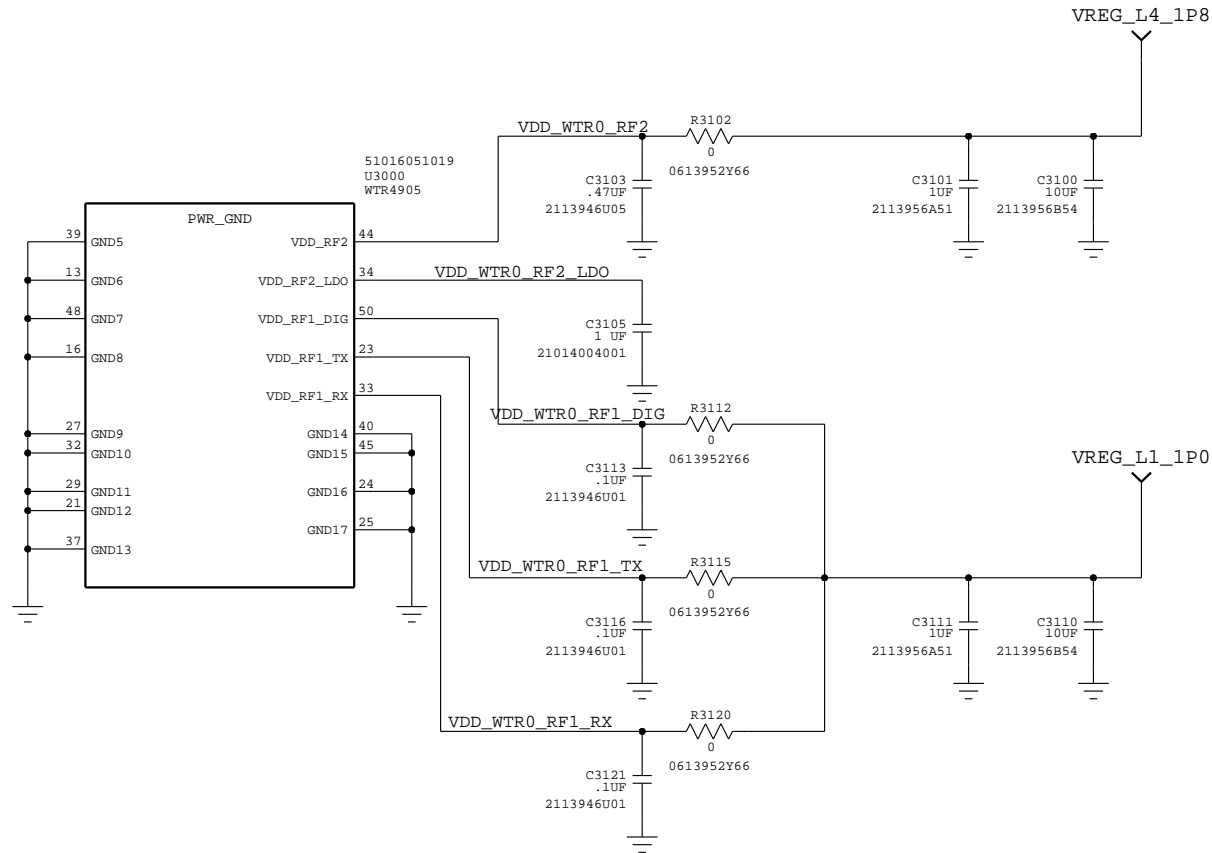 VREG_L4_1P8
VDD_WTR0_RF2
R3102
0
0613952Y66
51016051019
U3000
WTR4905
C3103
.47UF
2113946U05
C3101
1UF
2113956A51
C3100
10UF
2113956B54
PWR_GND
39 GND5
13 GND6
48 GND7
16 GND8
27 GND9
32 GND10
29 GND11
21 GND12
37 GND13
VDD_RF2 44
VDD_RF2_LDO 34
VDD_RF1_DIG 50
VDD_RF1_TX 23
VDD_RF1_RX 33
GND14 40
GND15 45
GND16 24
GND17 25
VDD_WTR0_RF2_LDO
C3105
1 UF
21014004001
VDD_WTR0_RF1_DIG
R3112
0
0613952Y66
C3113
.1UF
2113946U01
VREG_L1_1P0
VDD_WTR0_RF1_TX
R3115
0
0613952Y66
C3116
.1UF
2113946U01
C3111
1UF
2113956A51
C3110
10UF
2113956B54
VDD_WTR0_RF1_RX
R3120
0
0613952Y66
C3121
.1UF
2113946U01